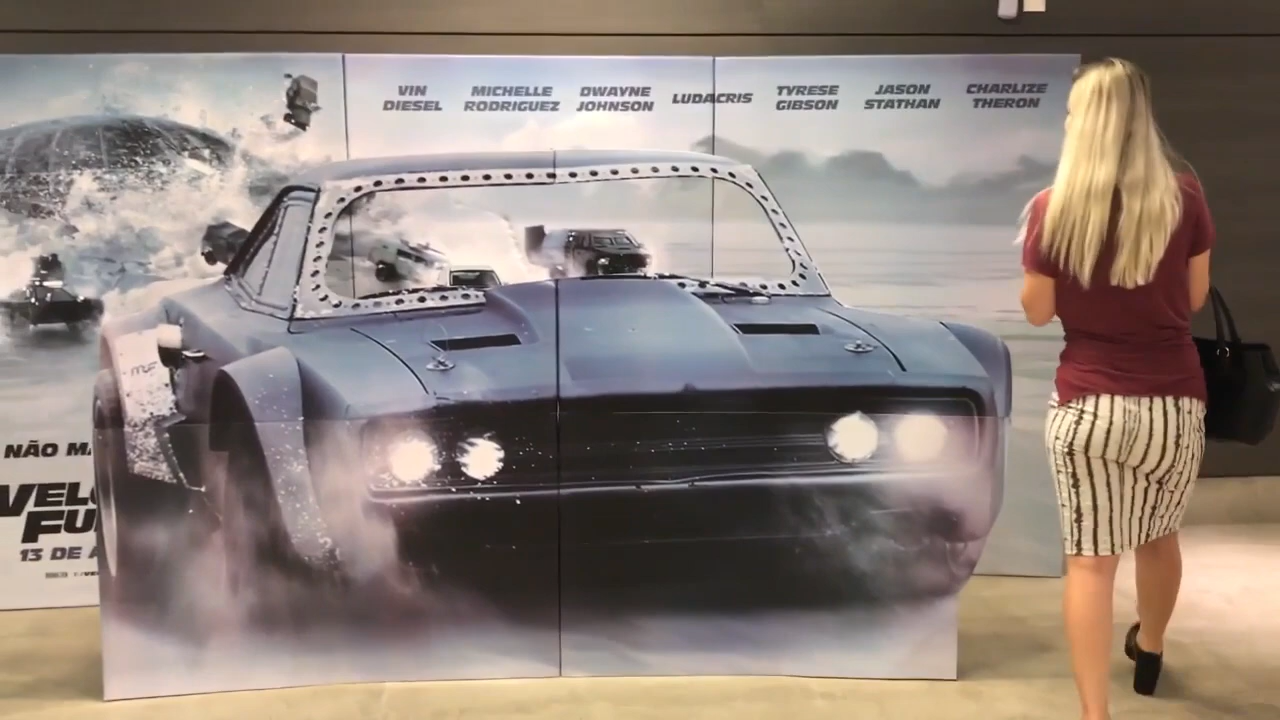 VIN
DIESEL
MICHELLE
RODRIGUEZ
DWAYNE
JOHNSON
LUDACRIS
TYRESE
GIBSON
JASON
STATHAN
CHARLIZE
THERON
NÃO MA
VELO
FU
13 DE A